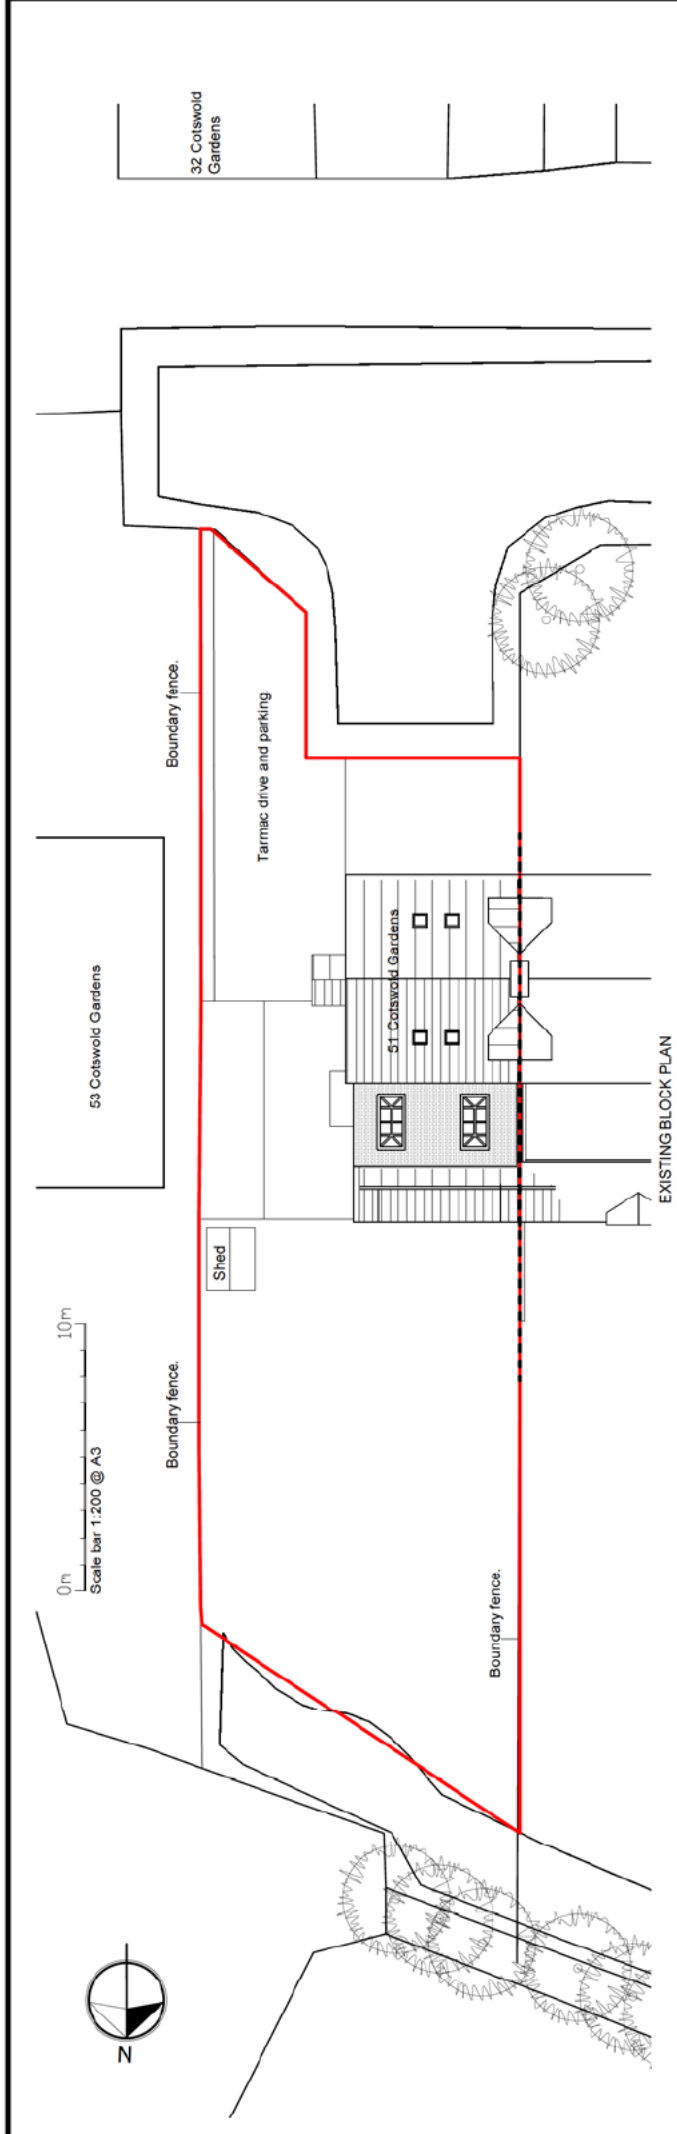 32 Cotswold
Gardens
Boundary fence.
Tarmac drive and parking
53 Cotswold Gardens
51 Cotswold Gardens
EXISTING BLOCK PLAN
Shed
0m
10m
Scale bar 1:200 @ A3
Boundary fence.
Boundary fence.
N